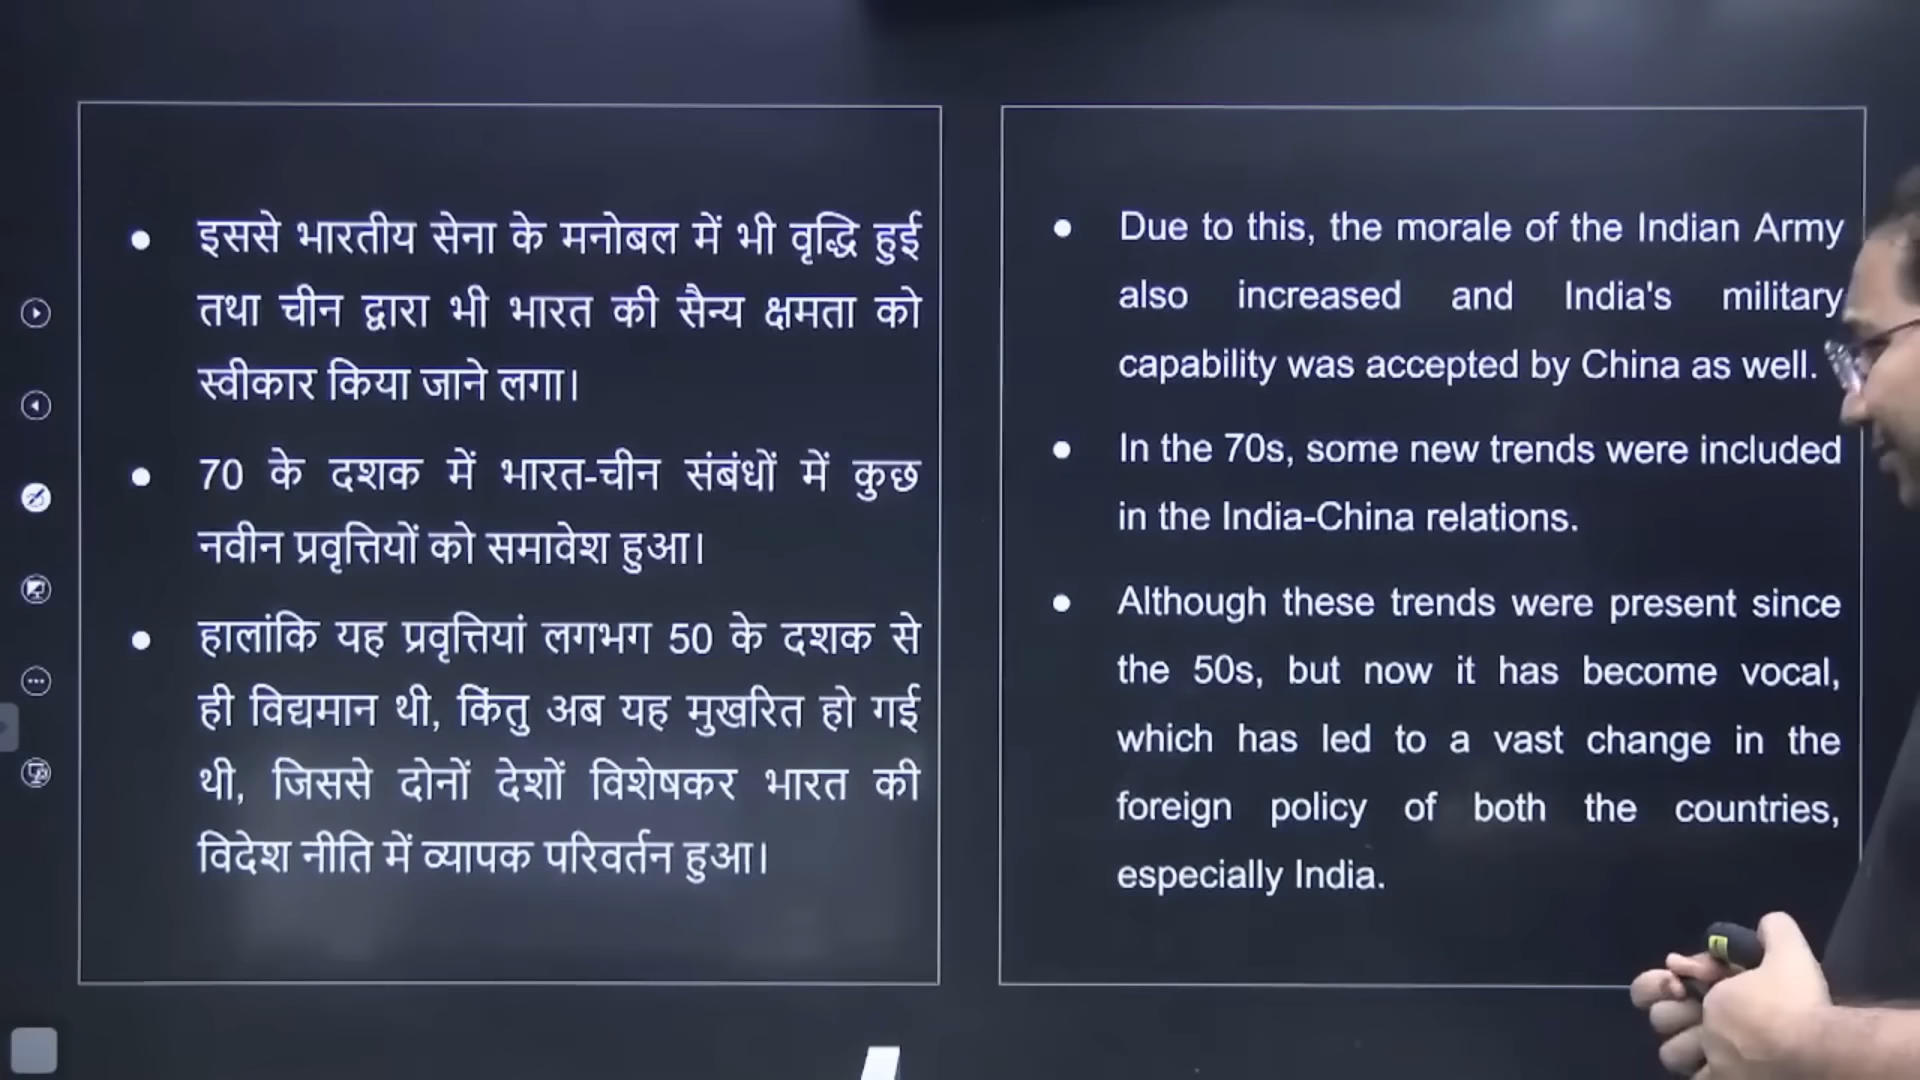 इससे भारतीय सेना के मनोबल में भी वृद्धि हुई
तथा चीन द्वारा भी भारत की सैन्य क्षमता को
स्वीकार किया जाने लगा।
70 के दशक में भारत-चीन संबंधों में कुछ
नवीन प्रवृत्तियों को समावेश हुआ।
हालांकि यह प्रवृत्तियां लगभग 50 के दशक से
ही विद्यमान थी, किंतु अब यह मुखरित हो गई
थी, जिससे दोनों देशों विशेषकर भारत की
विदेश नीति में व्यापक परिवर्तन हुआ।
Due to this, the morale of the Indian Army
also increased and India's military
capability was accepted by China as well.
In the 70s, some new trends were included
in the India-China relations.
Although these trends were present since
the 50s, but now it has become vocal,
which has led to a vast change in the
foreign policy of both the countries,
especially India.